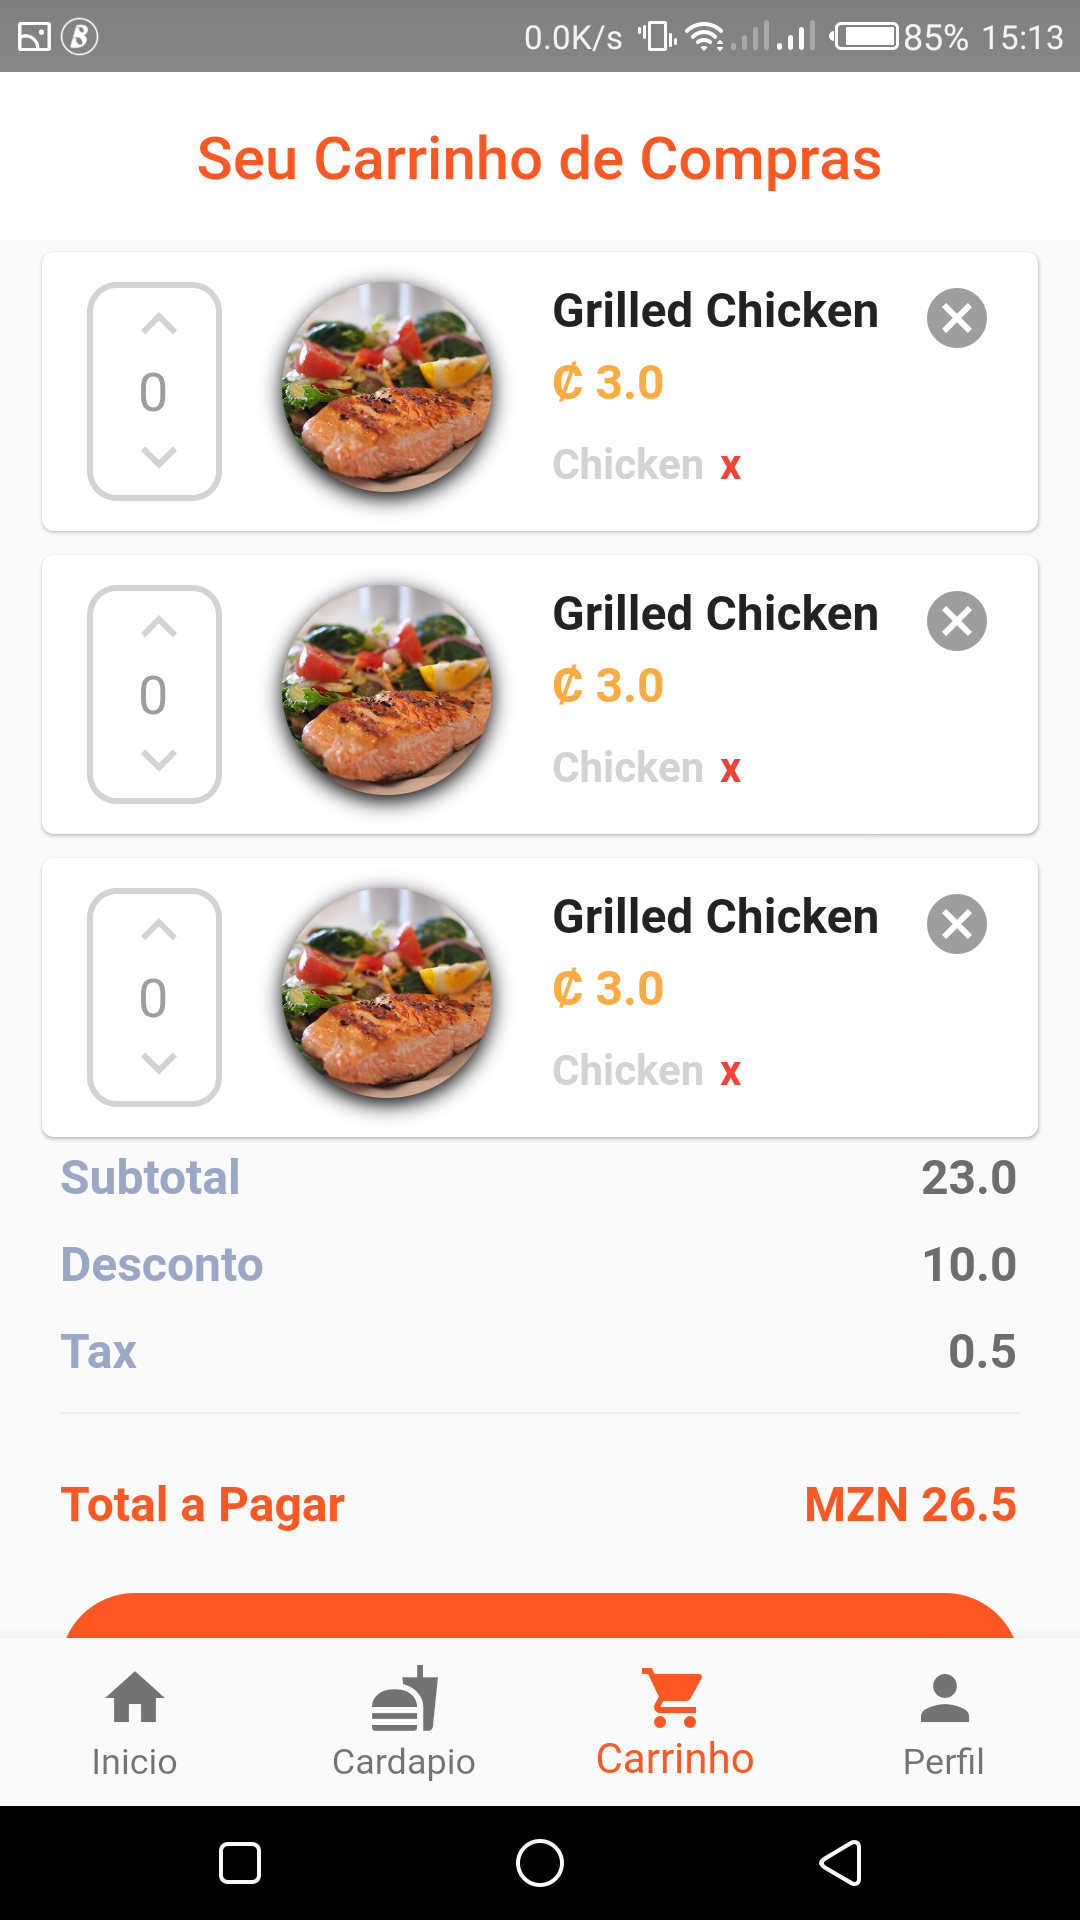 0.0K/s 85% 15:13
Seu Carrinho de Compras
Grilled Chicken
0
₵ 3.0
Chicken x
Grilled Chicken
0
₵ 3.0
Chicken x
Grilled Chicken
0
₵ 3.0
Chicken x
Subtotal 23.0
Desconto 10.0
Tax 0.5
Total a Pagar MZN 26.5
Inicio Cardapio Carrinho Perfil